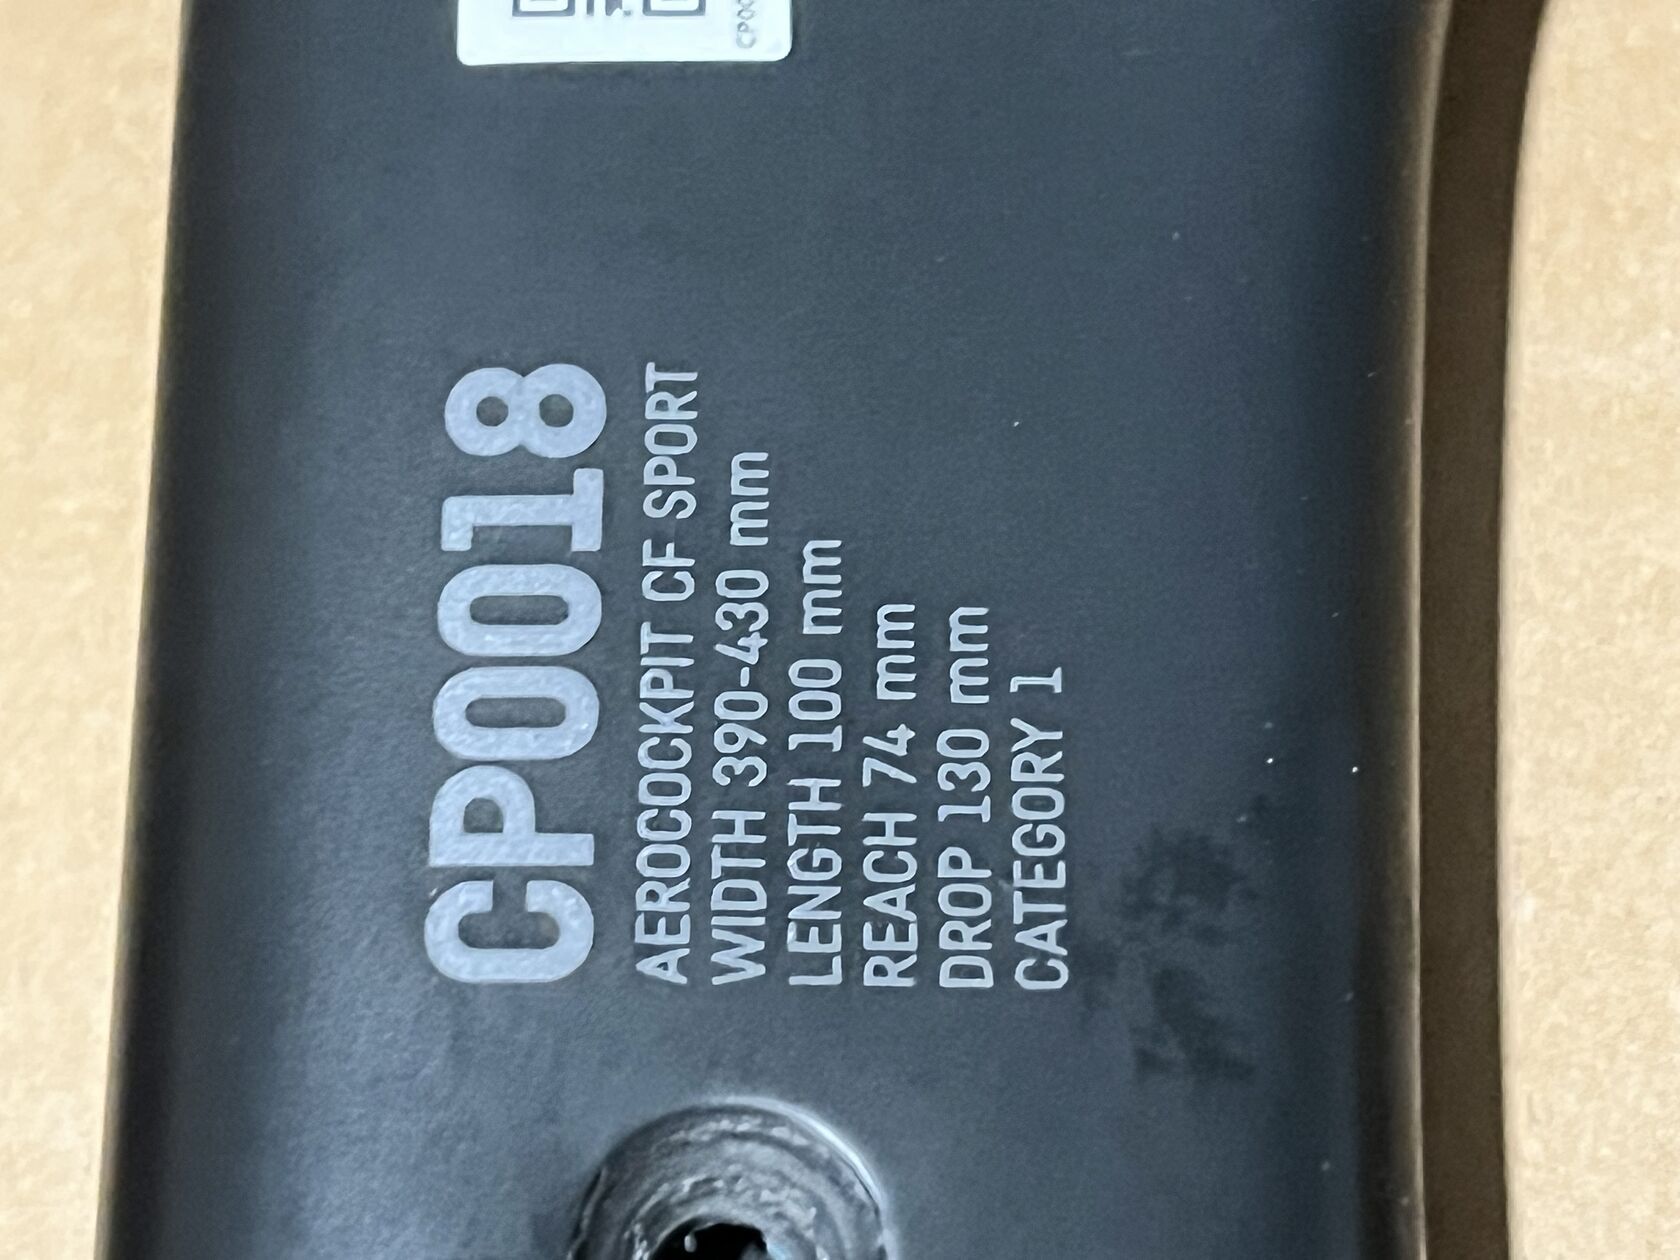 CP0018
AEROCOCKPIT CF SPORT
WIDTH 390-430 mm
LENGTH 100 mm
REACH 74 mm
DROP 130 mm
CATEGORY 1